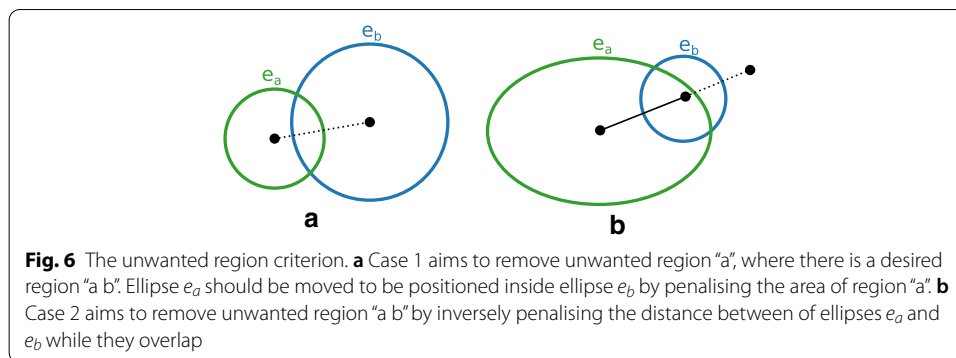 e_a
e_b
e_a
e_b
a
b
Fig. 6 The unwanted region criterion. a Case 1 aims to remove unwanted region “a”, where there is a desired
region “a b”. Ellipse e_a should be moved to be positioned inside ellipse e_b by penalising the area of region “a”. b
Case 2 aims to remove unwanted region “a b” by inversely penalising the distance between of ellipses e_a and
e_b while they overlap